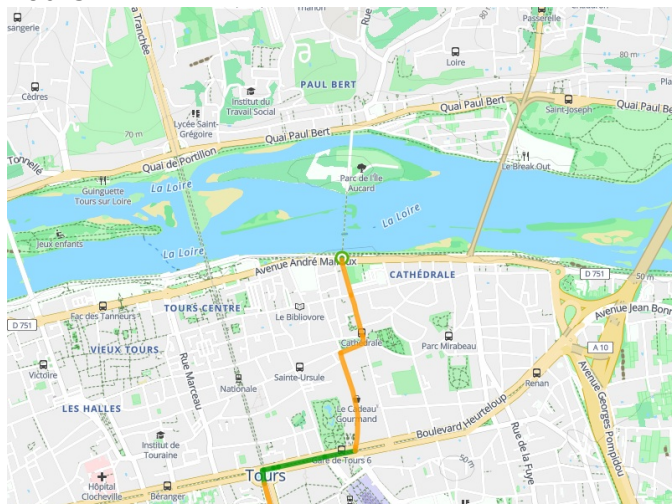 la Tranchée
Rue
Passerelle
80 m
80 m
Loire
Cèdres
PAUL BERT
Institut du
Travail Social
Quai Paul Bert
Saint-Joseph
Quai Pau
Lycée Saint-
Grégoire
70 m
Quai Paul Bert
Tonnellé
Quai de Portillon
Le Break Out
Guinguette
Tours sur Loire
La Loire
Parc de l'Île
Aucard
La Loire
Jeux enfants
La Loire
Avenue André Malraux
CATHÉDRALE
D 751
50 m
Fac des Tanneurs
TOURS CENTRE
Le Bibliovore
Avenue Jean Bonn
D 751
VIEUX TOURS
Cathédrale
Parc Mirabeau
A 10
Victoire
Rue Marceau
Nationale
Sainte-Ursule
Renan
Avenue Georges Pompidou
LES HALLES
Le Cadeau
Gourmand
Boulevard Heurteloup
Rue de la Fuye
Institut de
Touraine
Gare de Tours 6
50m
Hôpital
Clocheville
Béranger
Tours